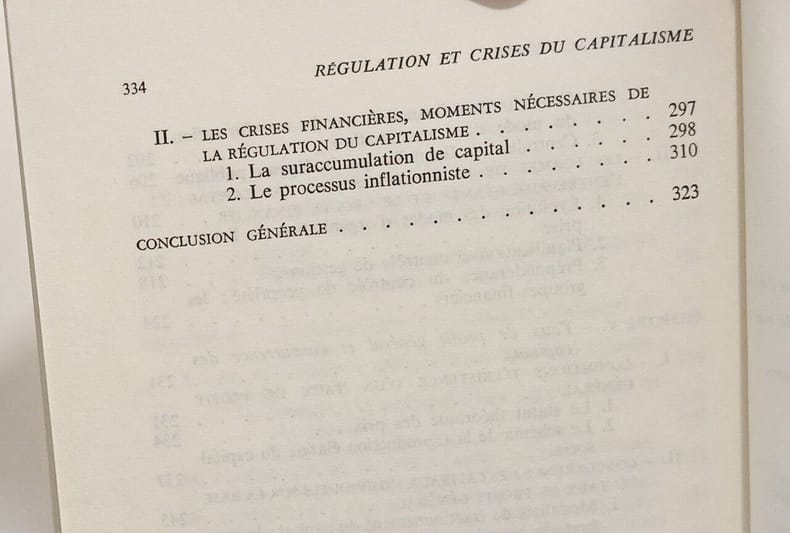 334
RÉGULATION ET CRISES DU CAPITALISME
II. – LES CRISES FINANCIÈRES, MOMENTS NÉCESSAIRES DE
LA RÉGULATION DU CAPITALISME . . . . . . . 297
1. La suraccumulation de capital . . . . . . 298
2. Le processus inflationniste . . . . . . . 310
CONCLUSION GÉNÉRALE . . . . . . . . . . . . . 323